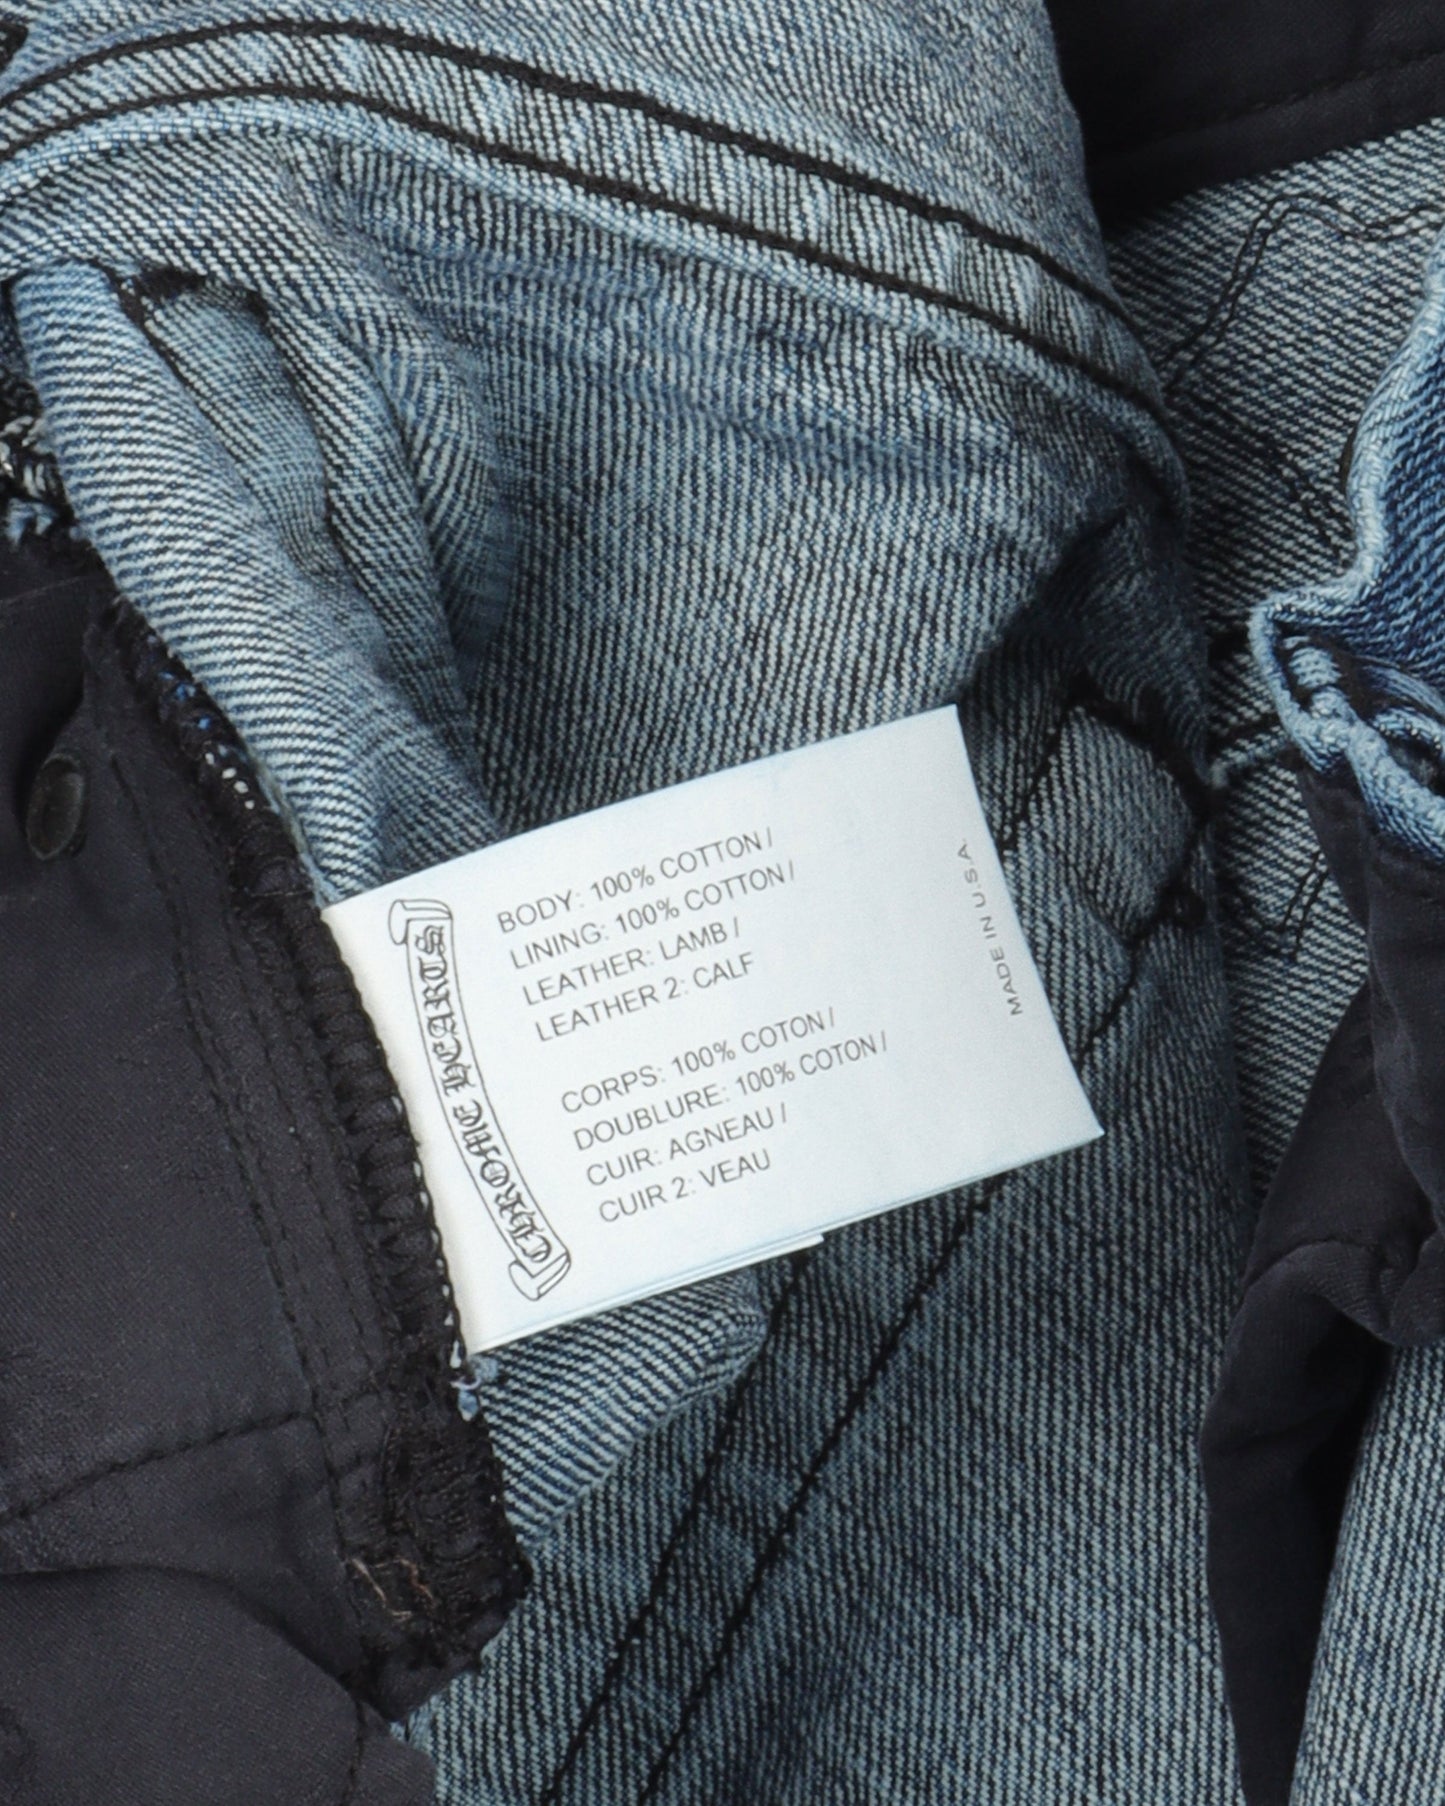 CHROME HEARTS
BODY: 100% COTTON /
LINING: 100% COTTON /
LEATHER: LAMB /
LEATHER 2: CALF
CORPS: 100% COTON /
DOUBLURE: 100% COTON /
CUIR: AGNEAU /
CUIR 2: VEAU
MADE IN U.S.A.